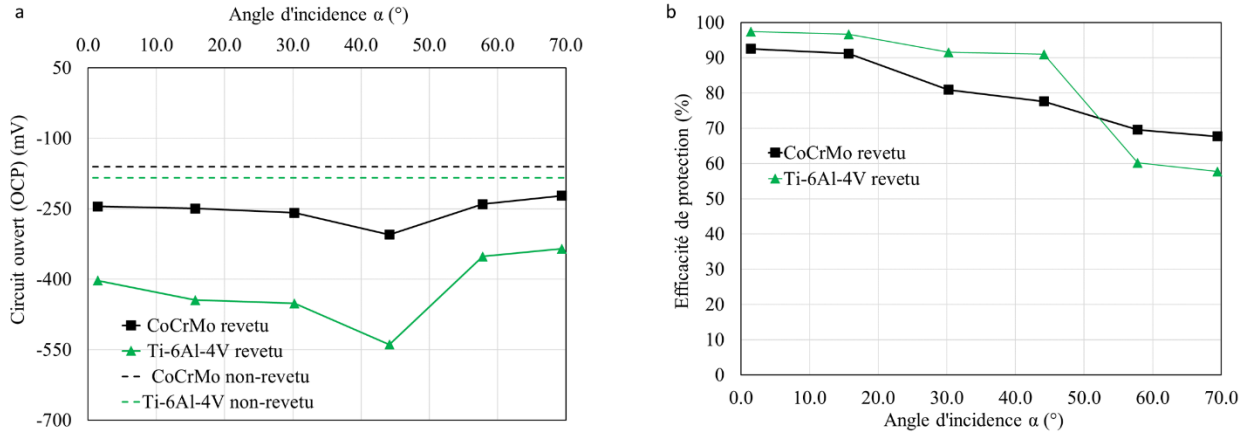 a
Angle d'incidence α (°)
0.0 10.0 20.0 30.0 40.0 50.0 60.0 70.0
50
-100
-250
-400
-550
-700
Circuit ouvert (OCP) (mV)
CoCrMo revetu
Ti-6Al-4V revetu
CoCrMo non-revetu
Ti-6Al-4V non-revetu
b
100
90
80
70
60
50
40
30
20
10
0
Efficacité de protection (%)
CoCrMo revetu
Ti-6Al-4V revetu
0.0 10.0 20.0 30.0 40.0 50.0 60.0 70.0
Angle d'incidence α (°)